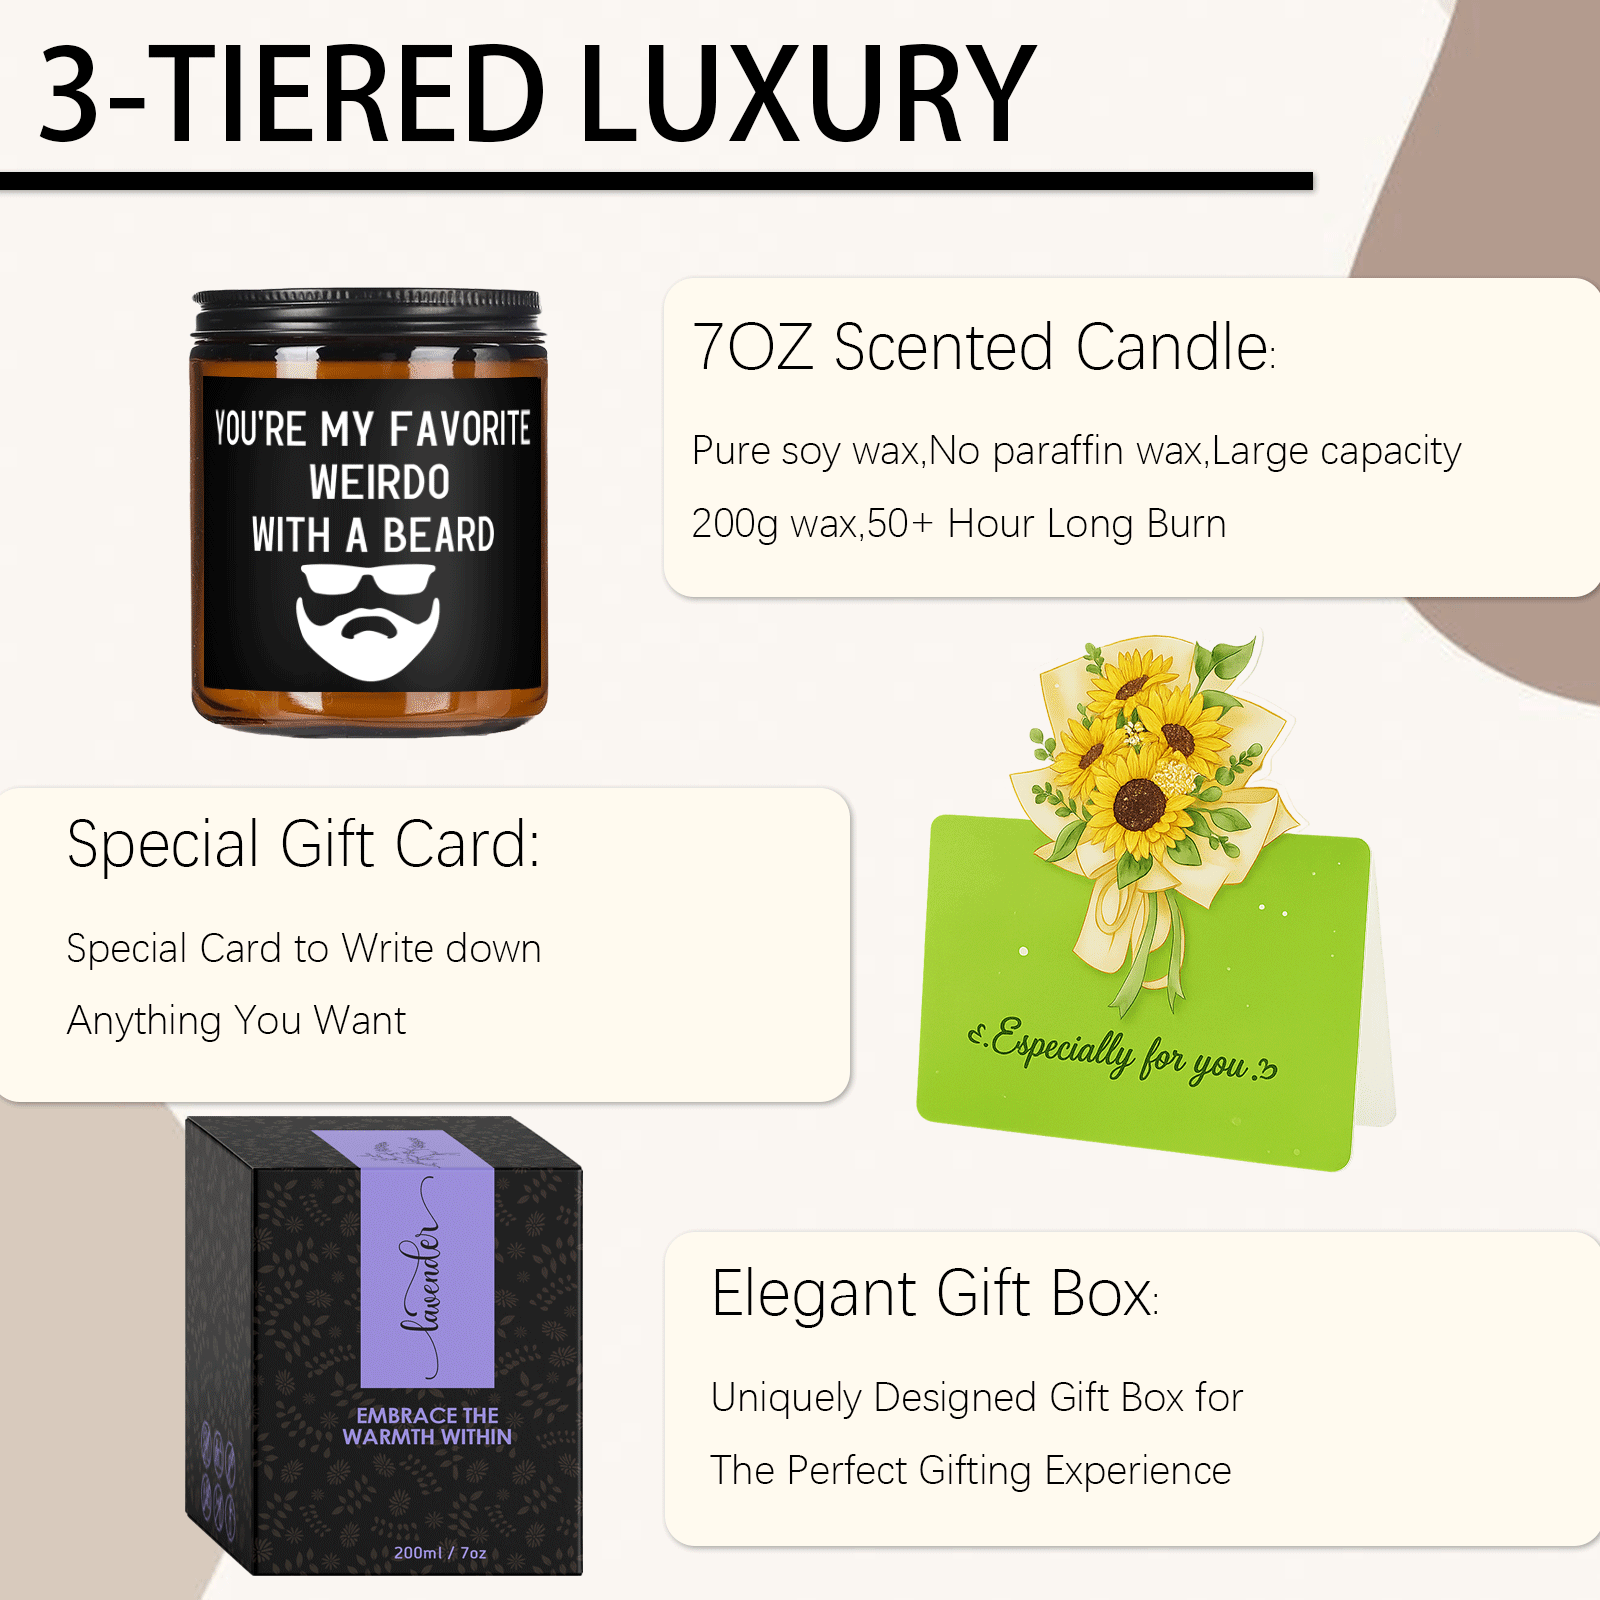 3-TIERED LUXURY
YOU'RE MY FAVORITE
WEIRDO
WITH A BEARD
7OZ Scented Candle:
Pure soy wax,No paraffin wax,Large capacity
200g wax,50+ Hour Long Burn
Special Gift Card:
Special Card to Write down
Anything You Want
Especially for you
lavender
EMBRACE THE
WARMTH WITHIN
200ml / 7oz
Elegant Gift Box:
Uniquely Designed Gift Box for
The Perfect Gifting Experience